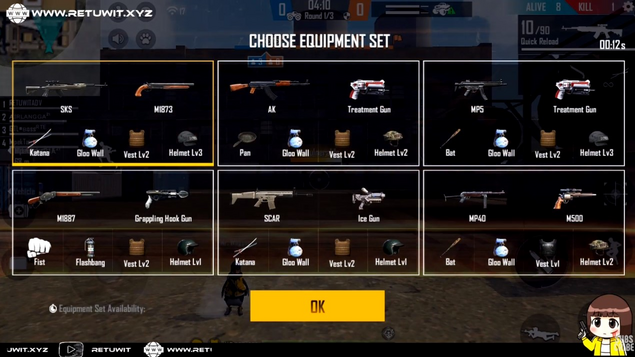 WWW.RETUWIT.XYZ
0
04:10
Round 1/3
0
ALIVE 8
KILL 1
10/90
Quick Reload
00:12s
CHOOSE EQUIPMENT SET
SKS
M1873
AK
Treatment Gun
MP5
Treatment Gun
Katana
Gloo Wall
Vest Lv2
Helmet Lv3
Pan
Gloo Wall
Vest Lv2
Helmet Lv2
Bat
Gloo Wall
Vest Lv2
Helmet Lv3
M1887
Grappling Hook Gun
SCAR
Ice Gun
MP40
M500
Fist
Flashbang
Vest Lv2
Helmet Lv1
Katana
Gloo Wall
Vest Lv2
Helmet Lv1
Bat
Gloo Wall
Vest Lv1
Helmet Lv2
Equipment Set Availability:
OK
JWIT.XYZ
RETUWIT
WWW.RETU